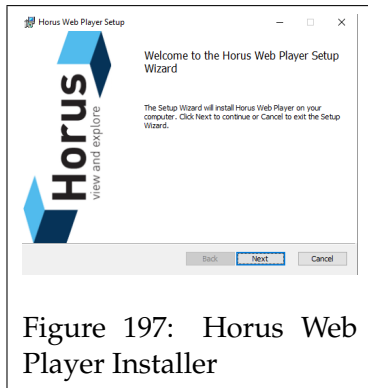 Horus Web Player Setup
Welcome to the Horus Web Player Setup
Wizard
The Setup Wizard will install Horus Web Player on your
computer. Click Next to continue or Cancel to exit the Setup
Wizard.
Horus
view and explore
Back Next Cancel
Figure 197: Horus Web
Player Installer